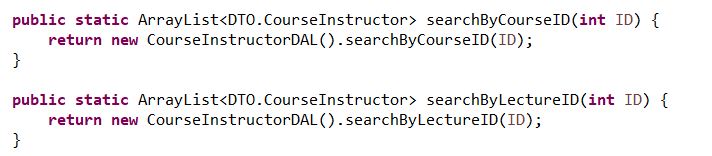 public static ArrayList<DTO.CourseInstructor> searchByCourseID(int ID) {
    return new CourseInstructorDAL().searchByCourseID(ID);
}

public static ArrayList<DTO.CourseInstructor> searchByLectureID(int ID) {
    return new CourseInstructorDAL().searchByLectureID(ID);
}